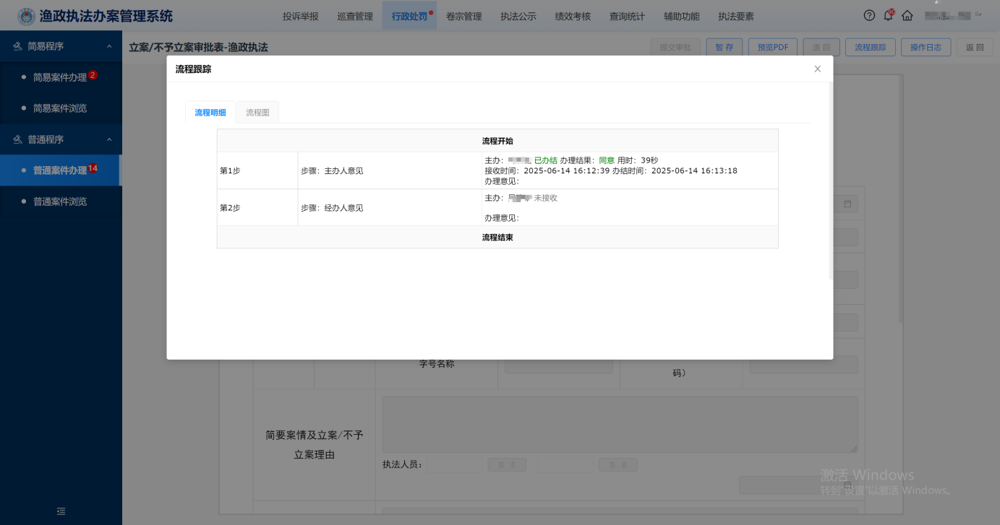 渔政执法办案管理系统
投诉举报 巡查管理 行政处罚 卷宗管理 执法公示 绩效考核 查询统计 辅助功能 执法要素
简易程序
简易案件办理 2
简易案件浏览
普通程序
普通案件办理 14
普通案件浏览
立案/不予立案审批表-渔政执法
提交审批 暂 存 预览PDF 退 回 流程跟踪 操作日志 返 回
流程跟踪
流程明细 流程图
流程开始
第1步 步骤：主办人意见
主办： 已办结 办理结果：同意 用时：39秒
接收时间：2025-06-14 16:12:39 办结时间：2025-06-14 16:13:18
办理意见：
第2步 步骤：经办人意见
主办： 未接收
办理意见：
流程结束
字号名称
码）
简要案情及立案/不予
立案理由
执法人员： 签 名 签 名
激活 Windows
转到"设置"以激活 Windows。